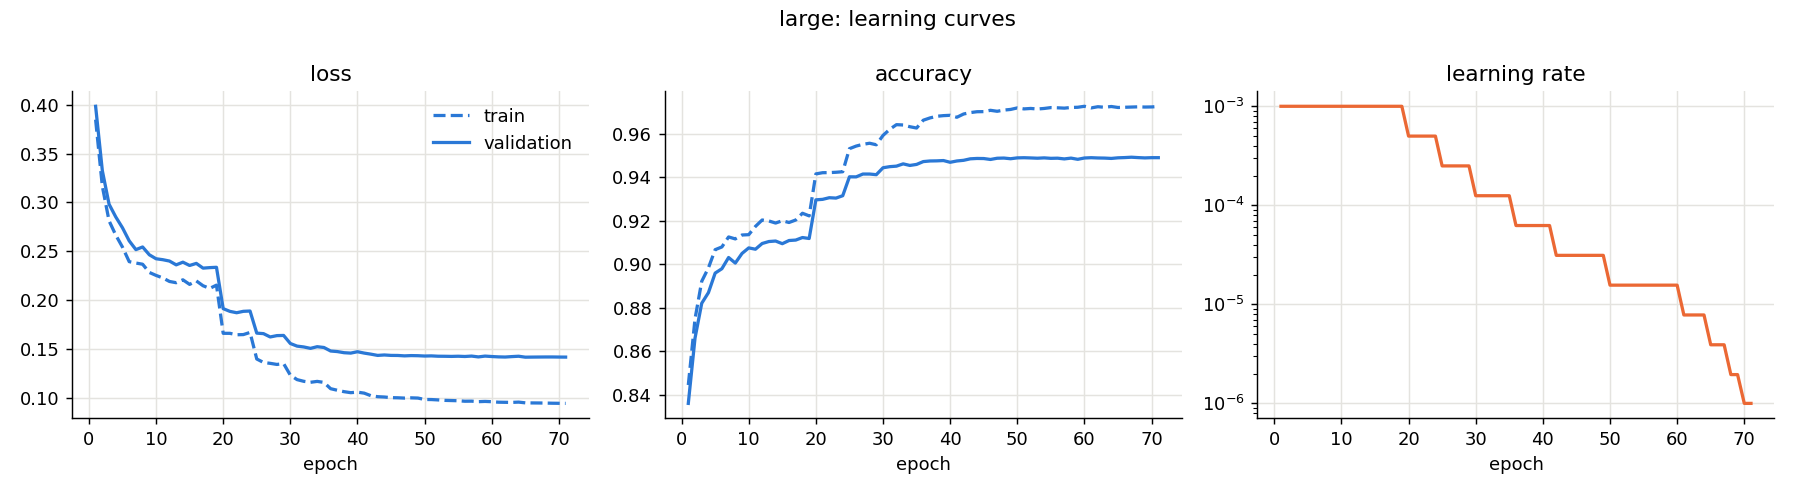 large: learning curves
loss
0.40
0.35
0.30
0.25
0.20
0.15
0.10
train
validation
0 10 20 30 40 50 60 70
epoch
accuracy
0.96
0.94
0.92
0.90
0.88
0.86
0.84
0 10 20 30 40 50 60 70
epoch
learning rate
10⁻³
10⁻⁴
10⁻⁵
10⁻⁶
0 10 20 30 40 50 60 70
epoch